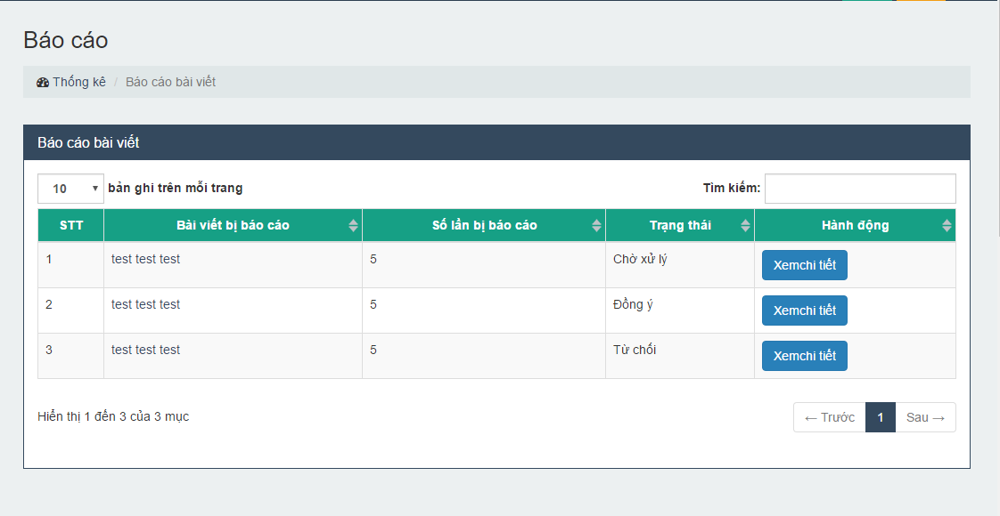 Báo cáo
Thống kê / Báo cáo bài viết
Báo cáo bài viết
10 bản ghi trên mỗi trang Tìm kiếm:
STT Bài viết bị báo cáo Số lần bị báo cáo Trạng thái Hành động
1 test test test 5 Chờ xử lý Xemchi tiết
2 test test test 5 Đồng ý Xemchi tiết
3 test test test 5 Từ chối Xemchi tiết
Hiển thị 1 đến 3 của 3 mục ← Trước 1 Sau →